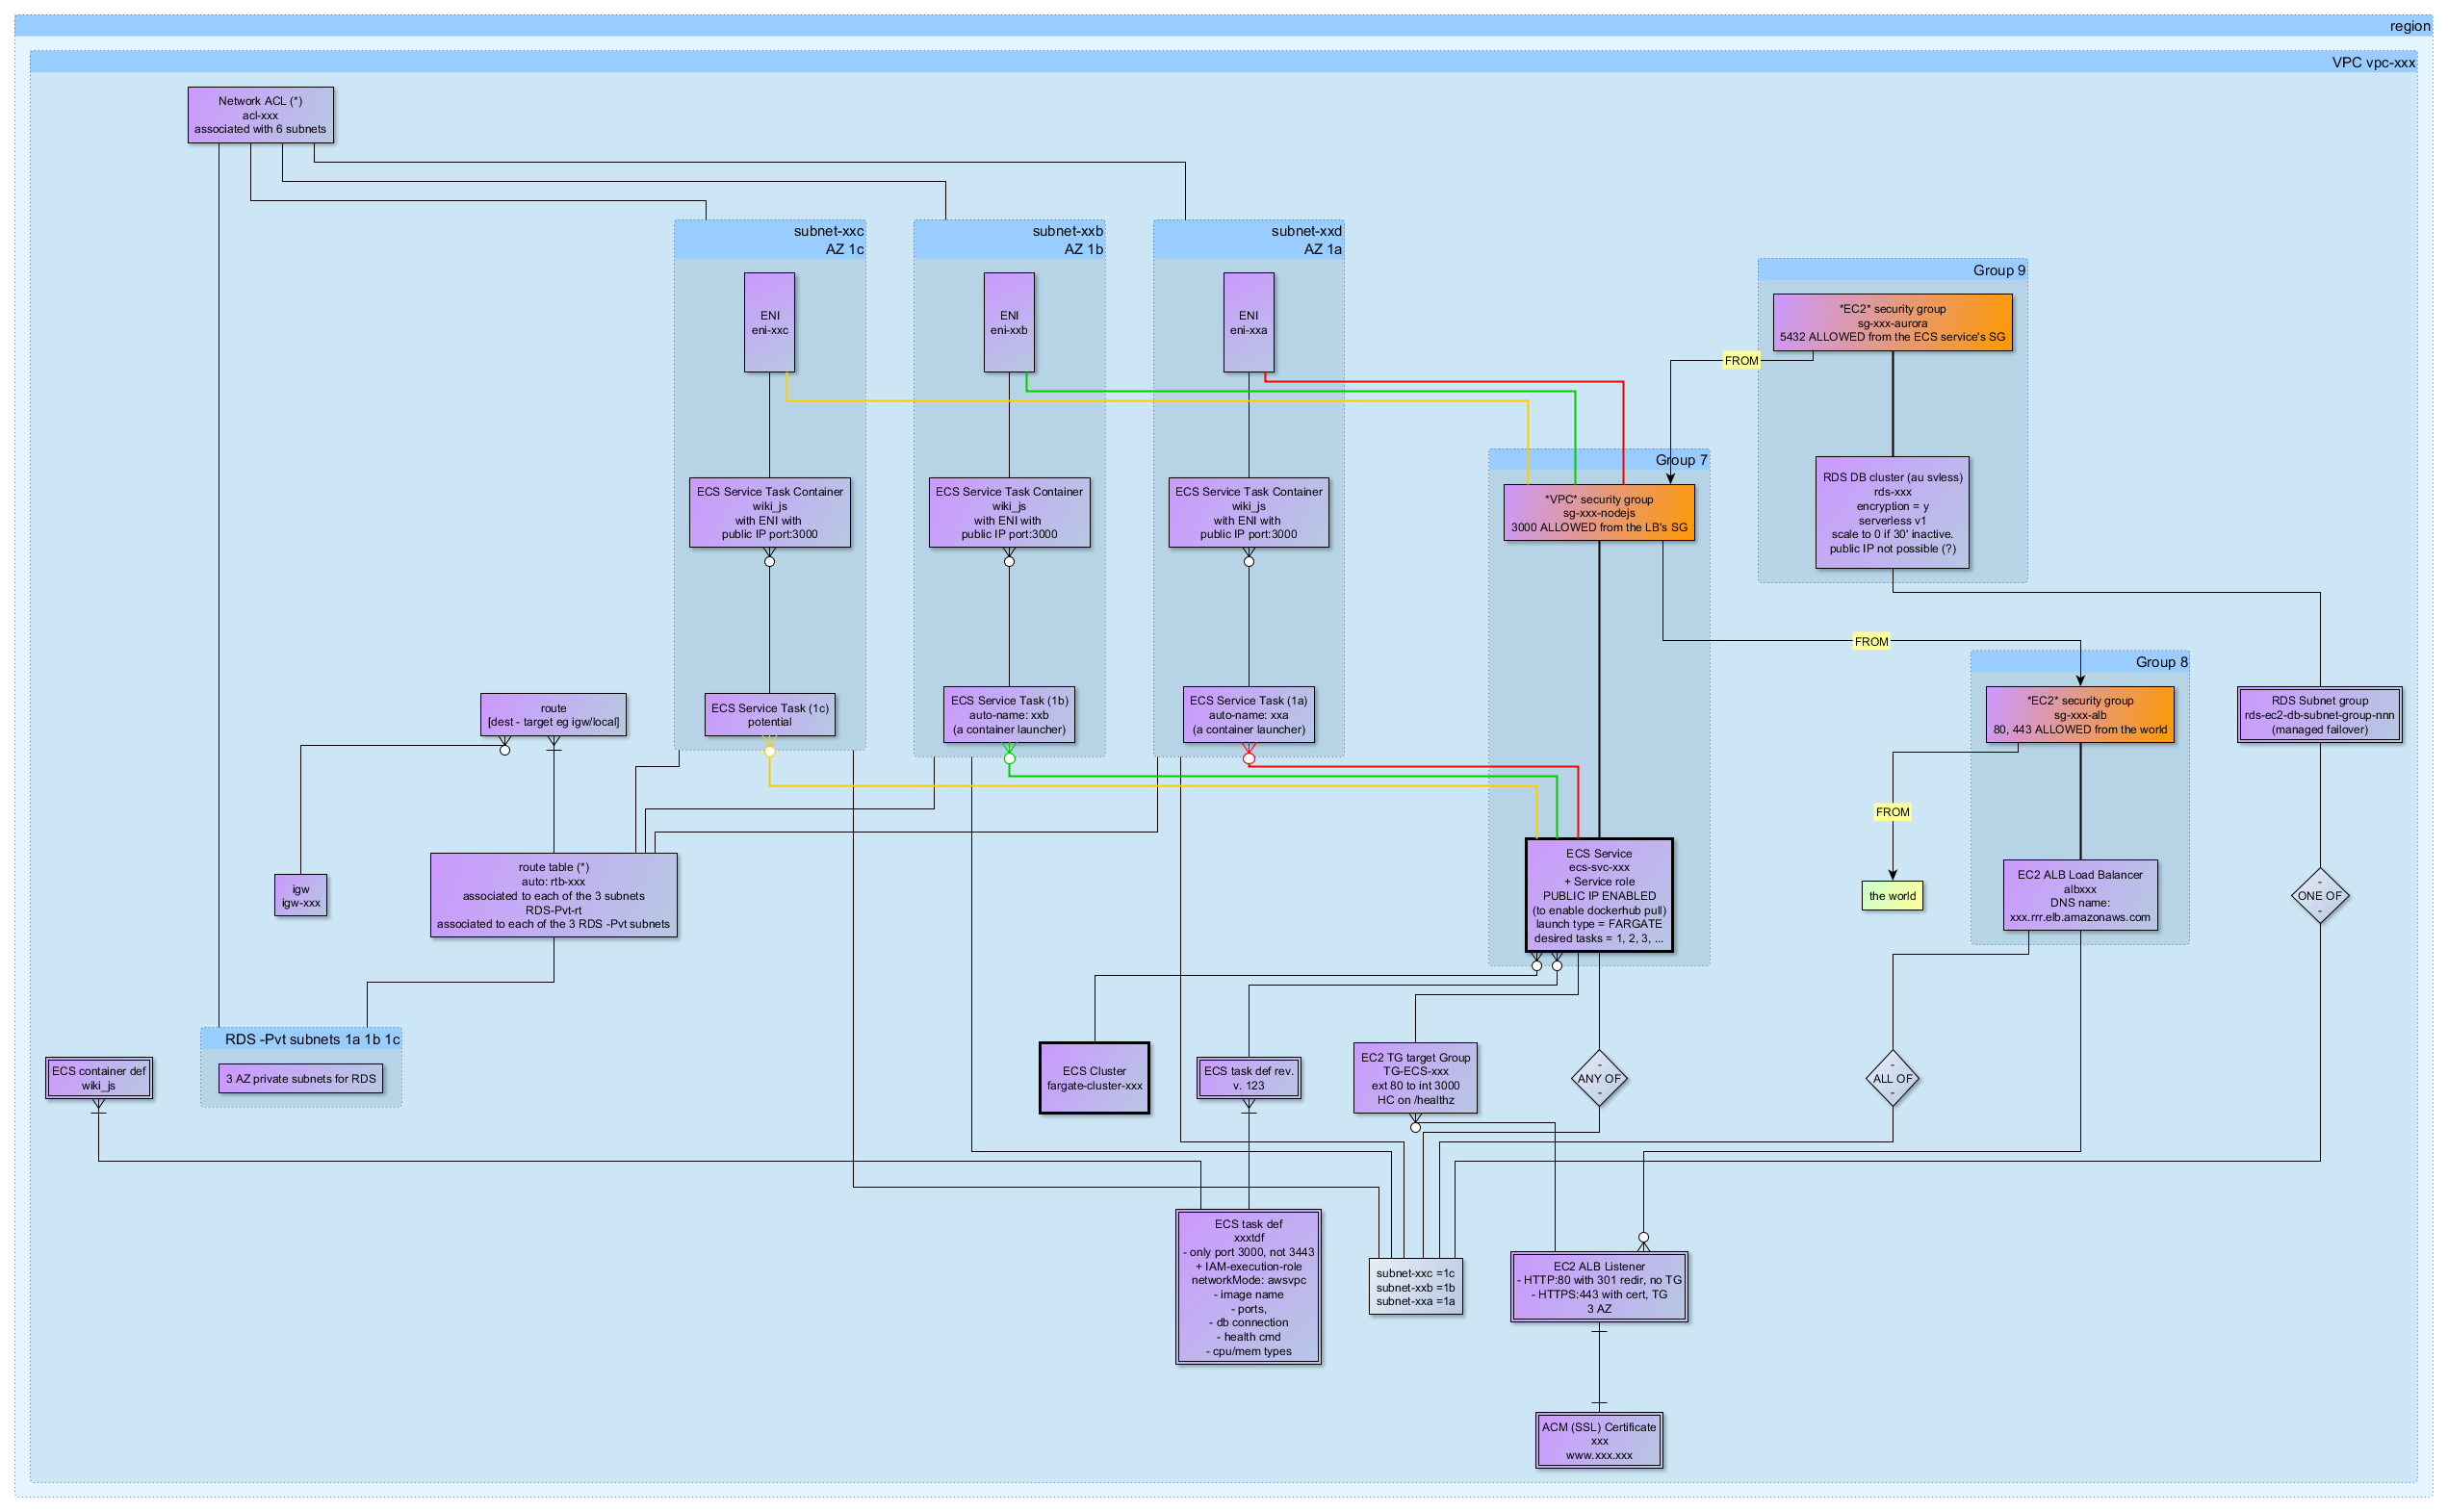 region
VPC vpc-xxx
Network ACL (*)
acl-xxx
associated with 6 subnets
subnet-xxc
AZ 1c
subnet-xxb
AZ 1b
subnet-xxd
AZ 1a
ENI
eni-xxc
ENI
eni-xxb
ENI
eni-xxa
Group 9
*EC2* security group
sg-xxx-aurora
5432 ALLOWED from the ECS service's SG
FROM
Group 7
*VPC* security group
sg-xxx-nodejs
3000 ALLOWED from the LB's SG
RDS DB cluster (au svless)
rds-xxx
encryption = y
serverless v1
scale to 0 if 30' inactive.
public IP not possible (?)
ECS Service Task Container
wiki_js
with ENI with
public IP port:3000
ECS Service Task Container
wiki_js
with ENI with
public IP port:3000
ECS Service Task Container
wiki_js
with ENI with
public IP port:3000
FROM
Group 8
*EC2* security group
sg-xxx-alb
80, 443 ALLOWED from the world
RDS Subnet group
rds-ec2-db-subnet-group-nnn
(managed failover)
route
[dest - target eg igw/local]
ECS Service Task (1c)
potential
ECS Service Task (1b)
auto-name: xxb
(a container launcher)
ECS Service Task (1a)
auto-name: xxa
(a container launcher)
FROM
igw
igw-xxx
route table (*)
auto: rtb-xxx
associated to each of the 3 subnets
RDS-Pvt-rt
associated to each of the 3 RDS -Pvt subnets
ECS Service
ecs-svc-xxx
+ Service role
PUBLIC IP ENABLED
(to enable dockerhub pull)
launch type = FARGATE
desired tasks = 1, 2, 3, ...
the world
EC2 ALB Load Balancer
albxxx
DNS name:
xxx.rrr.elb.amazonaws.com
-
ONE OF
-
RDS -Pvt subnets 1a 1b 1c
3 AZ private subnets for RDS
ECS container def
wiki_js
ECS Cluster
fargate-cluster-xxx
ECS task def rev.
v. 123
EC2 TG target Group
TG-ECS-xxx
ext 80 to int 3000
HC on /healthz
-
ANY OF
-
-
ALL OF
-
ECS task def
xxxtdf
- only port 3000, not 3443
+ IAM-execution-role
networkMode: awsvpc
- image name
- ports,
- db connection
- health cmd
- cpu/mem types
subnet-xxc =1c
subnet-xxb =1b
subnet-xxa =1a
EC2 ALB Listener
- HTTP:80 with 301 redir, no TG
- HTTPS:443 with cert, TG
3 AZ
ACM (SSL) Certificate
xxx
www.xxx.xxx